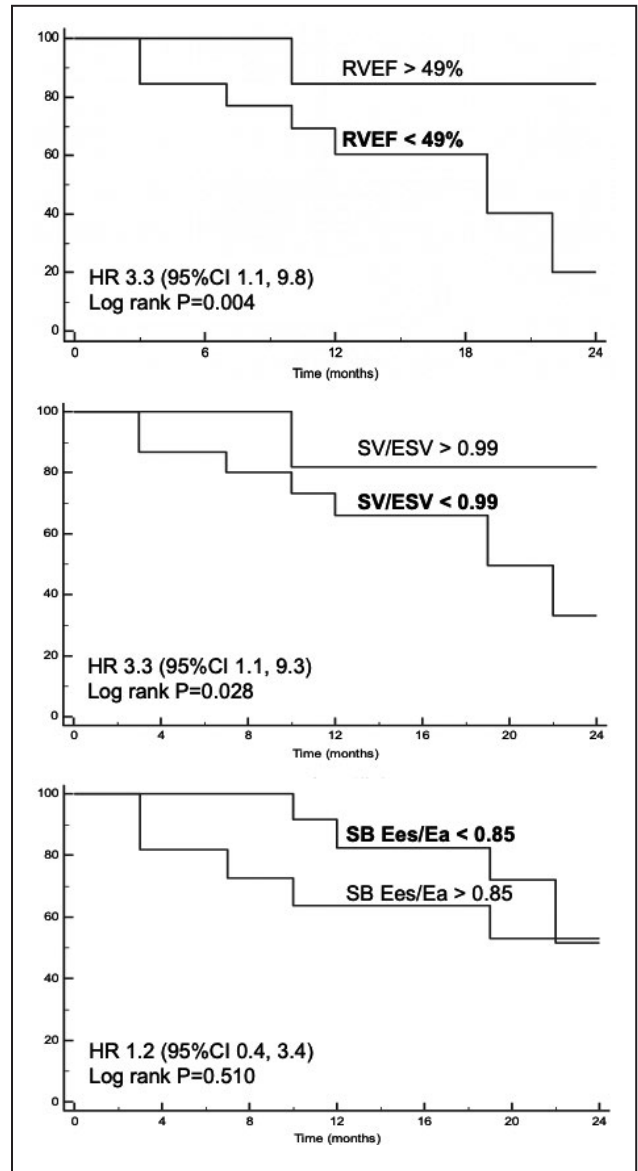 100
80
60
40
20
0
RVEF > 49%
RVEF < 49%
HR 3.3 (95%CI 1.1, 9.8)
Log rank P=0.004
0 6 12 18 24
Time (months)
100
80
60
40
20
0
SV/ESV > 0.99
SV/ESV < 0.99
HR 3.3 (95%CI 1.1, 9.3)
Log rank P=0.028
0 4 8 12 16 20 24
Time (months)
100
80
60
40
20
0
SB Ees/Ea < 0.85
SB Ees/Ea > 0.85
HR 1.2 (95%CI 0.4, 3.4)
Log rank P=0.510
0 4 8 12 16 20 24
Time (months)